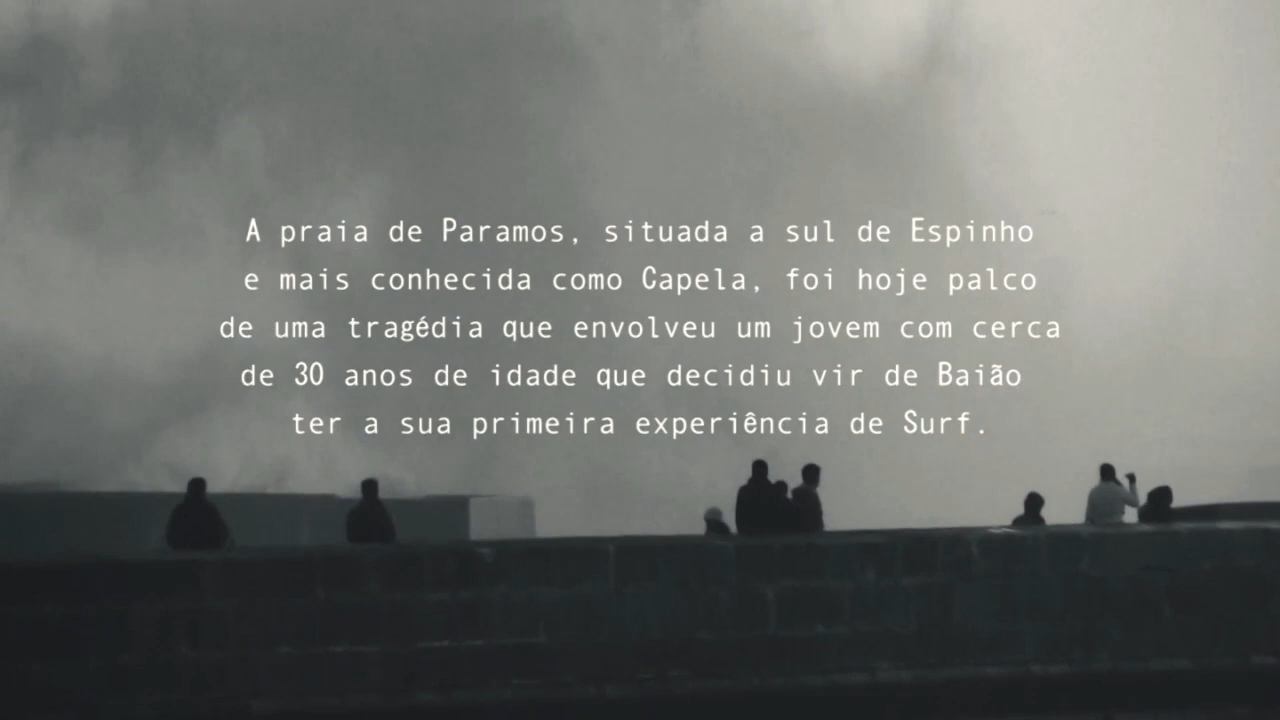 A praia de Paramos, situada a sul de Espinho
e mais conhecida como Capela, foi hoje palco
de uma tragédia que envolveu um jovem com cerca
de 30 anos de idade que decidiu vir de Baião
ter a sua primeira experiência de Surf.